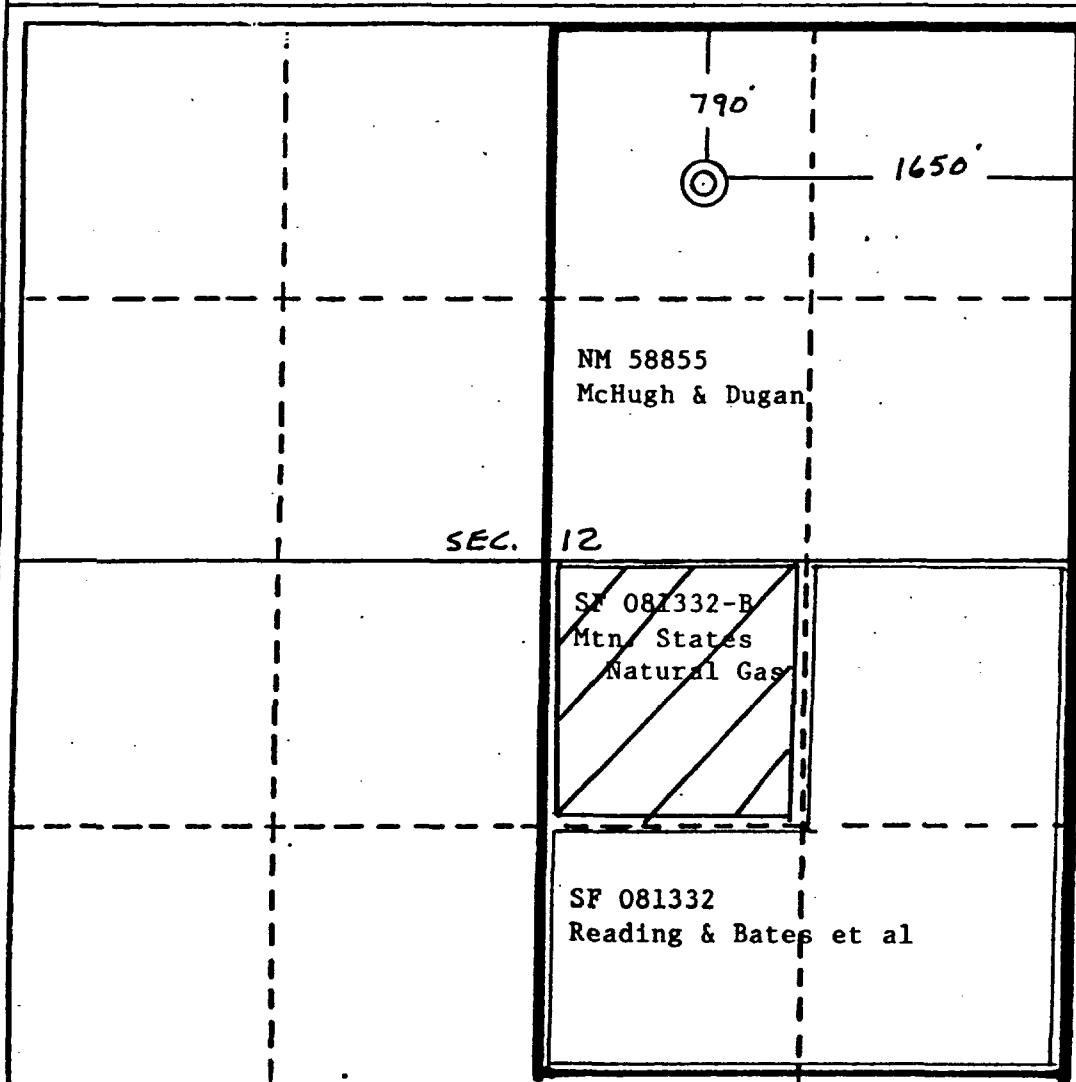 790'
1650'
NM 58855
McHugh & Dugan
SEC. 12
SF 081332-B
Mtn. States
Natural Gas
SF 081332
Reading & Bates et al